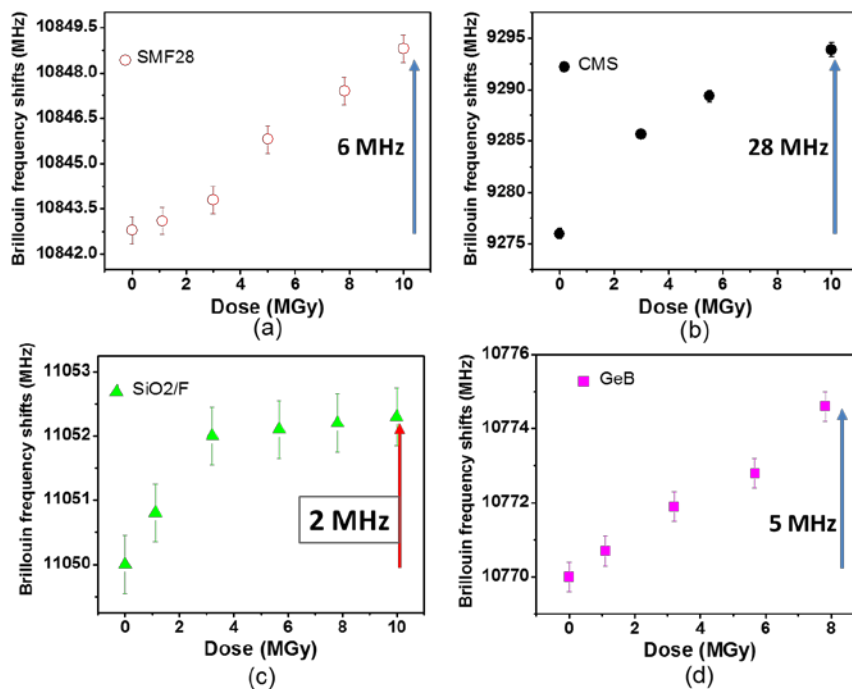 Brillouin frequency shifts (MHz)
10849.5
10848.0
10846.5
10845.0
10843.5
10842.0
SMF28
6 MHz
0 2 4 6 8 10
Dose (MGy)
(a)
Brillouin frequency shifts (MHz)
9295
9290
9285
9280
9275
CMS
28 MHz
0 2 4 6 8 10
Dose (MGy)
(b)
Brillouin frequency shifts (MHz)
11053
11052
11051
11050
SiO2/F
2 MHz
0 2 4 6 8 10
Dose (MGy)
(c)
Brillouin frequency shifts (MHz)
10776
10774
10772
10770
GeB
5 MHz
0 2 4 6 8
Dose (MGy)
(d)